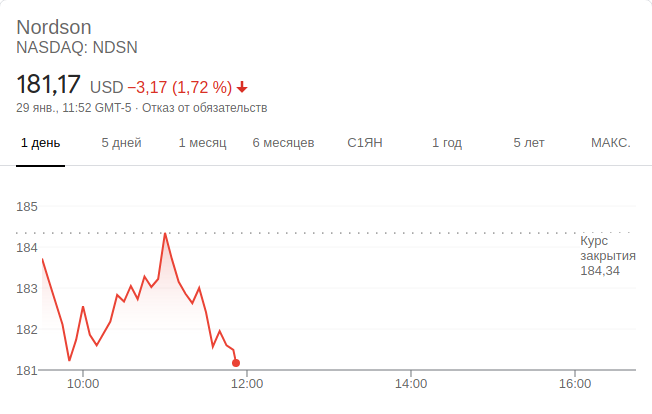 Nordson
NASDAQ: NDSN
181,17 USD −3,17 (1,72 %)
29 янв., 11:52 GMT-5 · Отказ от обязательств
1 день 5 дней 1 месяц 6 месяцев С1ЯН 1 год 5 лет МАКС.
185
184
183
182
181
Курс
закрытия
184,34
10:00 12:00 14:00 16:00